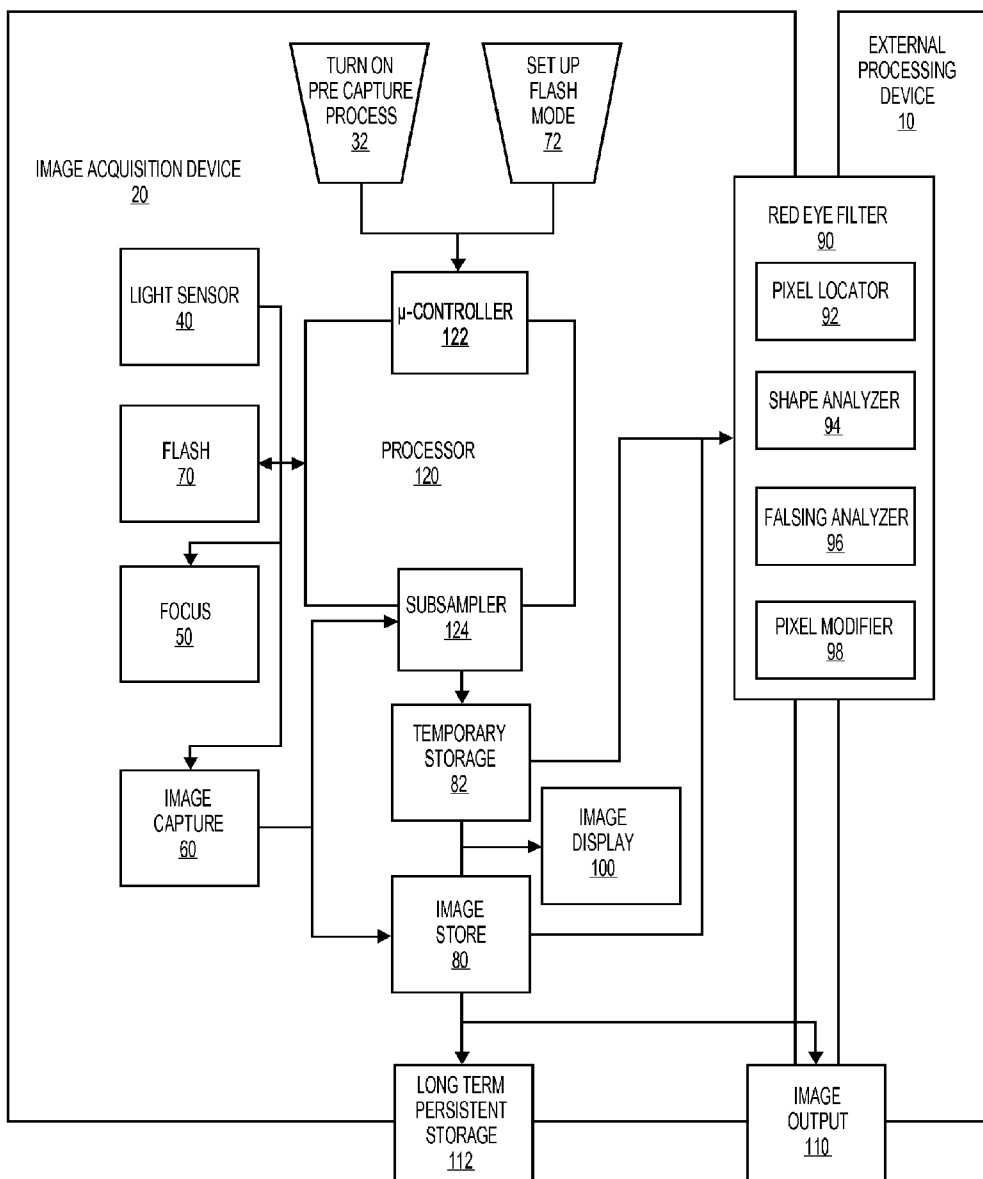 TURN ON
PRE CAPTURE
PROCESS
32
SET UP
FLASH
MODE
72
EXTERNAL
PROCESSING
DEVICE
10
IMAGE ACQUISITION DEVICE
20
RED EYE FILTER
90
LIGHT SENSOR
40
μ-CONTROLLER
122
PIXEL LOCATOR
92
SHAPE ANALYZER
94
FLASH
70
PROCESSOR
120
FALSING ANALYZER
96
FOCUS
50
SUBSAMPLER
124
PIXEL MODIFIER
98
TEMPORARY
STORAGE
82
IMAGE
CAPTURE
60
IMAGE
DISPLAY
100
IMAGE
STORE
80
LONG TERM
PERSISTENT
STORAGE
112
IMAGE
OUTPUT
110